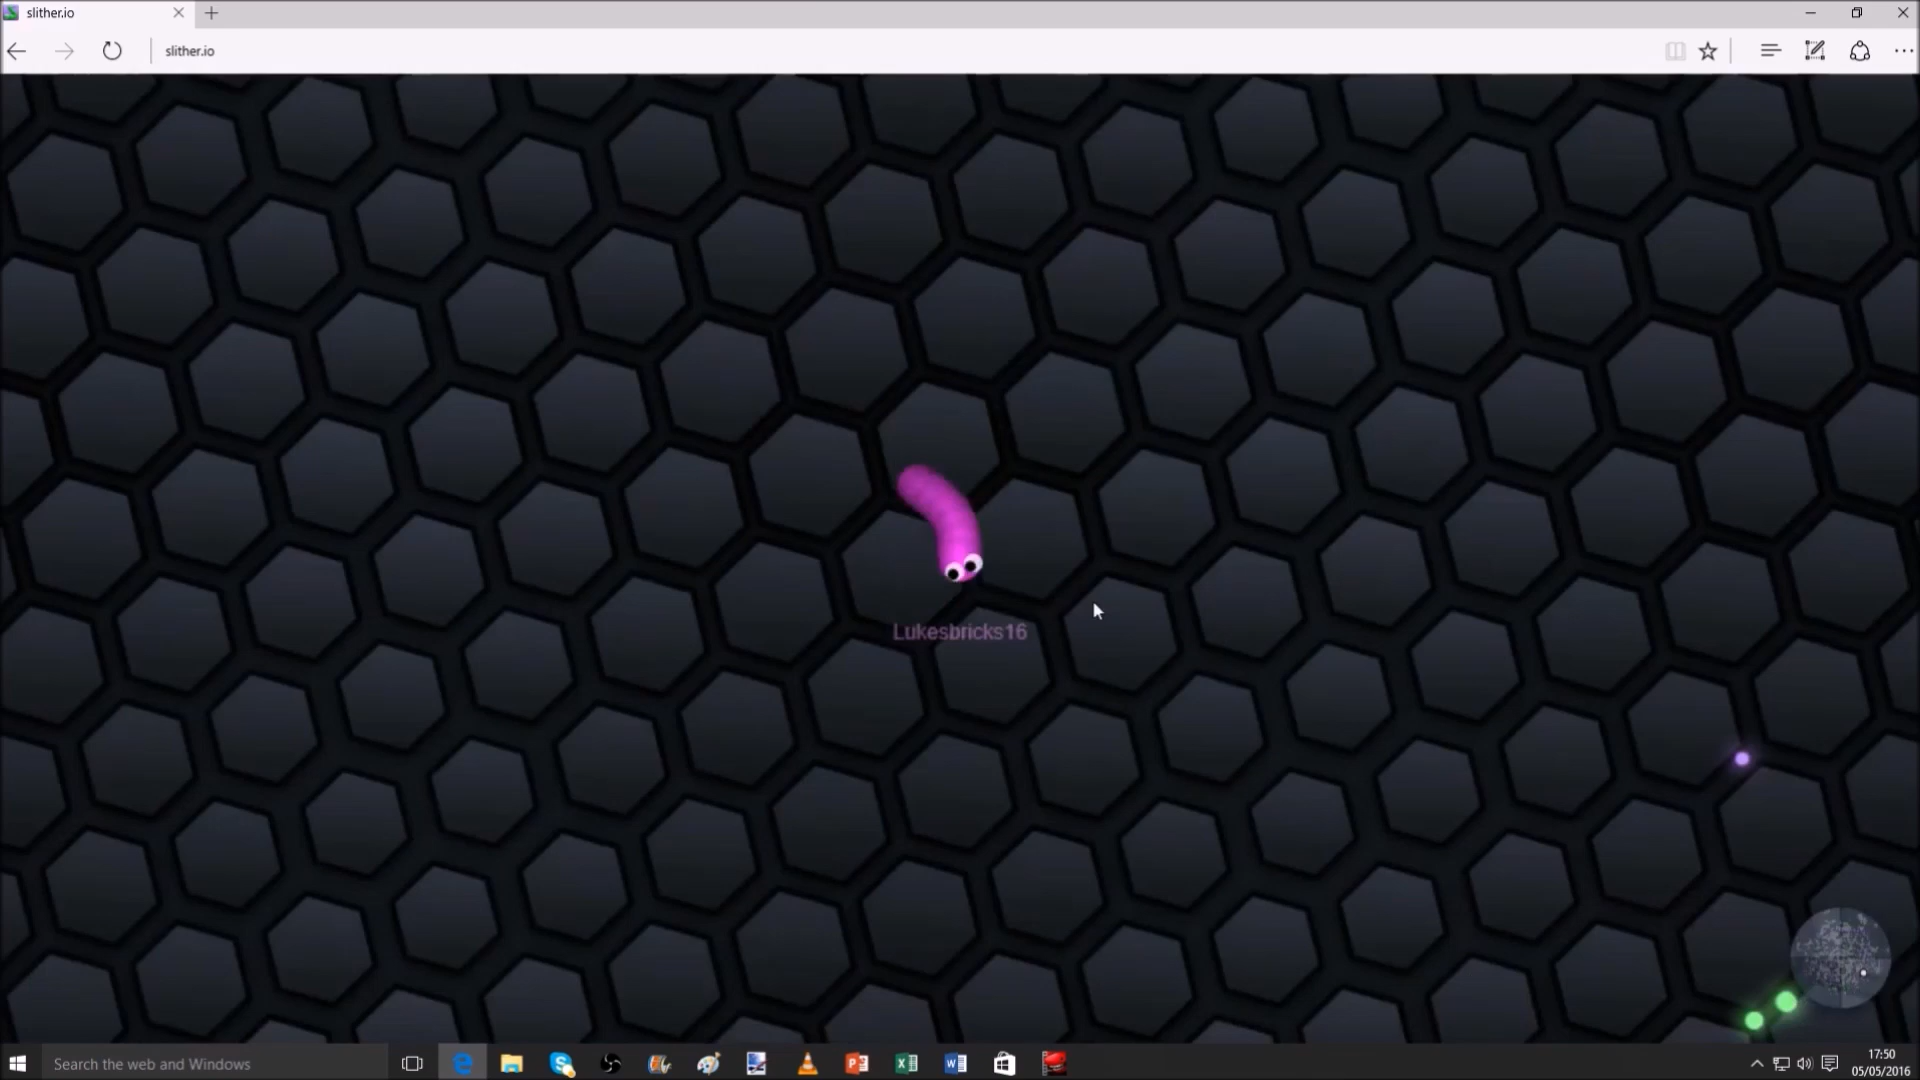 slither.io
slither.io
Lukesbricks16
Search the web and Windows
17:50
05/05/2016